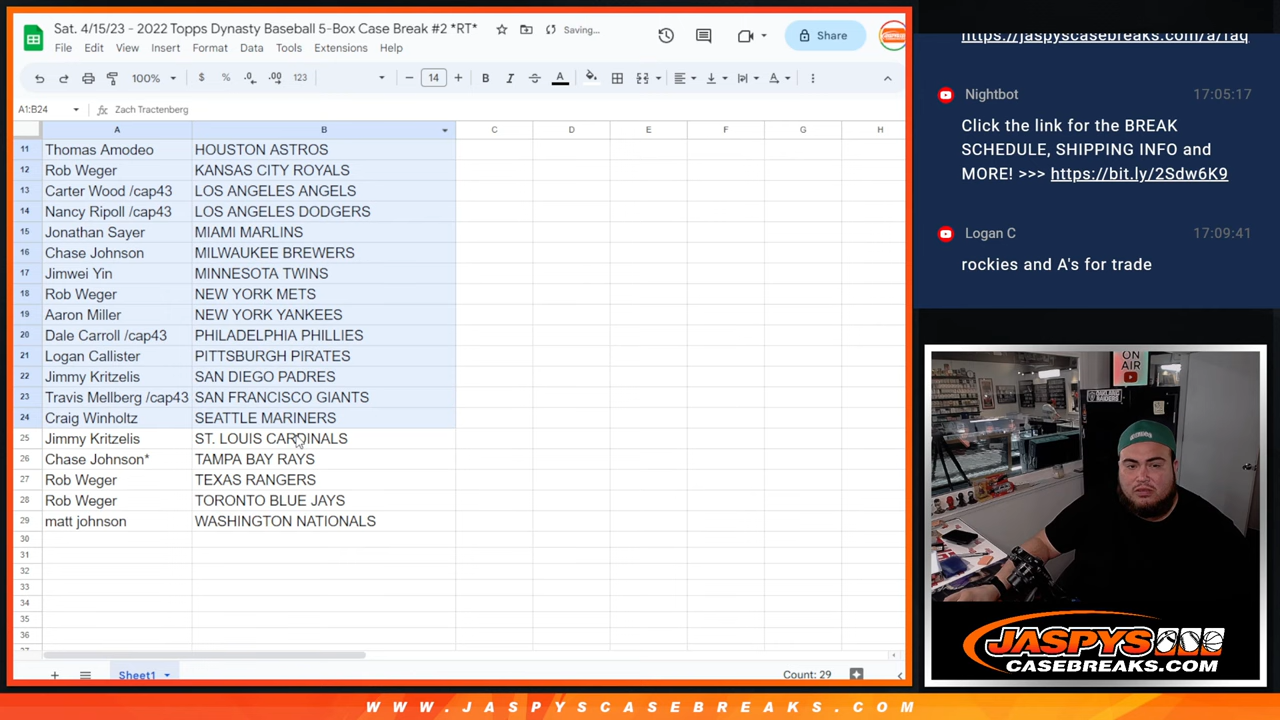 Sat. 4/15/23 - 2022 Topps Dynasty Baseball 5-Box Case Break #2 *RT*
Saving...
File Edit View Insert Format Data Tools Extensions Help
Share
100% $ % .0 .00 123 14 B I A
A1:B24 fx Zach Tractenberg
A B C D E F G H
11 Thomas Amodeo HOUSTON ASTROS
12 Rob Weger KANSAS CITY ROYALS
13 Carter Wood /cap43 LOS ANGELES ANGELS
14 Nancy Ripoll /cap43 LOS ANGELES DODGERS
15 Jonathan Sayer MIAMI MARLINS
16 Chase Johnson MILWAUKEE BREWERS
17 Jimwei Yin MINNESOTA TWINS
18 Rob Weger NEW YORK METS
19 Aaron Miller NEW YORK YANKEES
20 Dale Carroll /cap43 PHILADELPHIA PHILLIES
21 Logan Callister PITTSBURGH PIRATES
22 Jimmy Kritzelis SAN DIEGO PADRES
23 Travis Mellberg /cap43 SAN FRANCISCO GIANTS
24 Craig Winholtz SEATTLE MARINERS
25 Jimmy Kritzelis ST. LOUIS CARDINALS
26 Chase Johnson* TAMPA BAY RAYS
27 Rob Weger TEXAS RANGERS
28 Rob Weger TORONTO BLUE JAYS
29 matt johnson WASHINGTON NATIONALS
30
31
32
33
34
35
36
Sheet1
Count: 29
https://jaspyscasebreaks.com/a/faq
Nightbot 17:05:17
Click the link for the BREAK
SCHEDULE, SHIPPING INFO and
MORE! >>> https://bit.ly/2Sdw6K9
Logan C 17:09:41
rockies and A's for trade
ON
AIR
JASPYS
CASEBREAKS.COM
WWW.JASPYSCASEBREAKS.COM